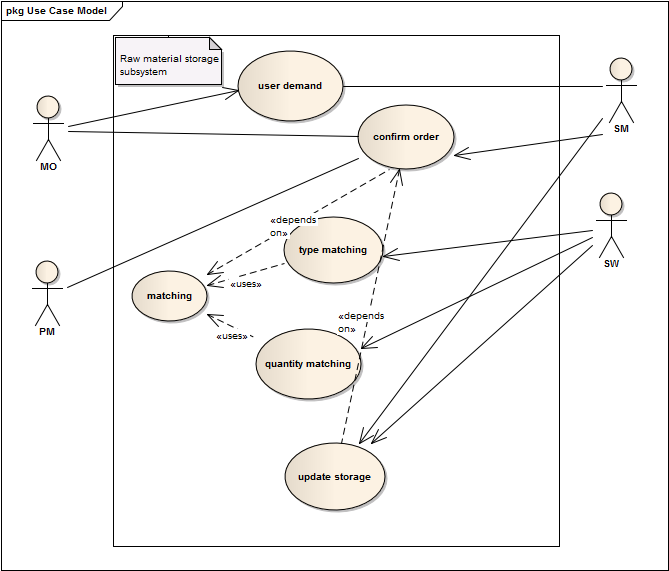 pkg Use Case Model
Raw material storage
subsystem
user demand
SM
confirm order
MO
«depends
on»
SW
type matching
«uses»
matching
PM
«depends
on»
«uses»
quantity matching
update storage